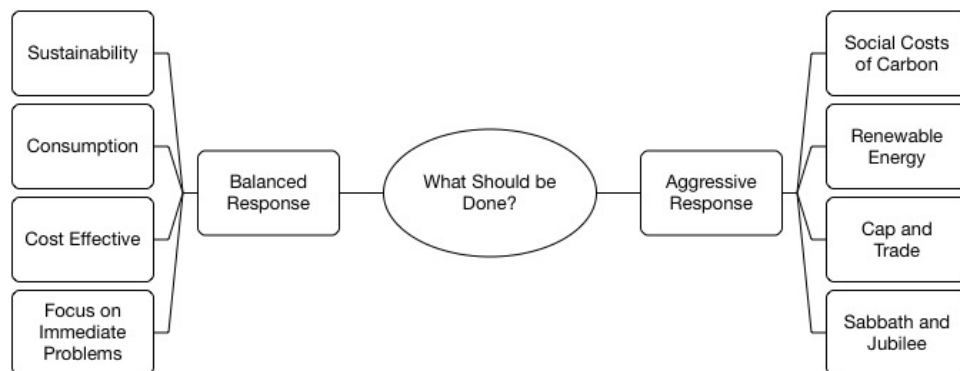 Sustainability
Consumption
Cost Effective
Focus on
Immediate
Problems
Balanced
Response
What Should be
Done?
Aggressive
Response
Social Costs
of Carbon
Renewable
Energy
Cap and
Trade
Sabbath and
Jubilee